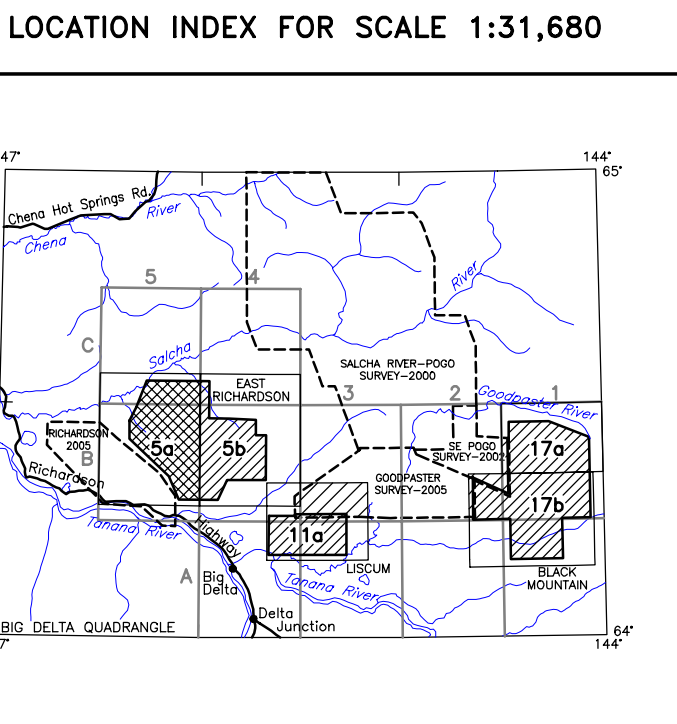 LOCATION INDEX FOR SCALE 1:31,680
47°
144°
65°
Chena Hot Springs Rd.
River
Chena
River
5
4
C
Salcha
SALCHA RIVER-POGO
SURVEY-2000
EAST
RICHARDSON
3
2
1
Goodpaster River
RICHARDSON
2005
B
5a
5b
SE POGO
SURVEY-2002
17a
Richardson
GOODPASTER
SURVEY-2005
17b
Tanana River
Highway
11a
LISCUM
A
Big
Delta
Tanana River
BLACK
MOUNTAIN
Delta
Junction
BIG DELTA QUADRANGLE
64°
7°
144°